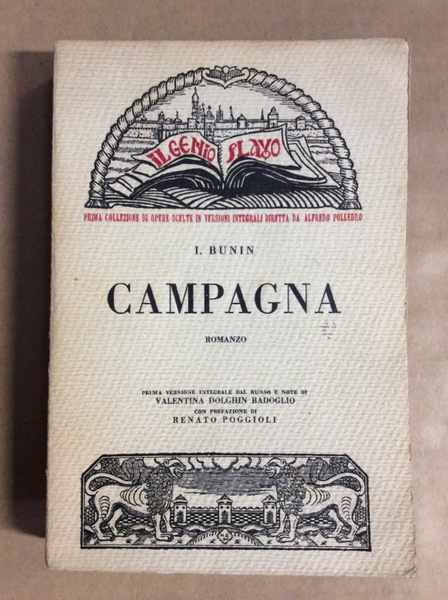 IL GENIO SLAVO
PRIMA COLLEZIONE DI OPERE SCELTE IN VERSIONI INTEGRALI DIRETTA DA ALFREDO POLLEDRO
I. BUNIN
CAMPAGNA
ROMANZO
PRIMA VERSIONE INTEGRALE DAL RUSSO E NOTE DI
VALENTINA DOLGHIN BADOGLIO
CON PREFAZIONE DI
RENATO POGGIOLI